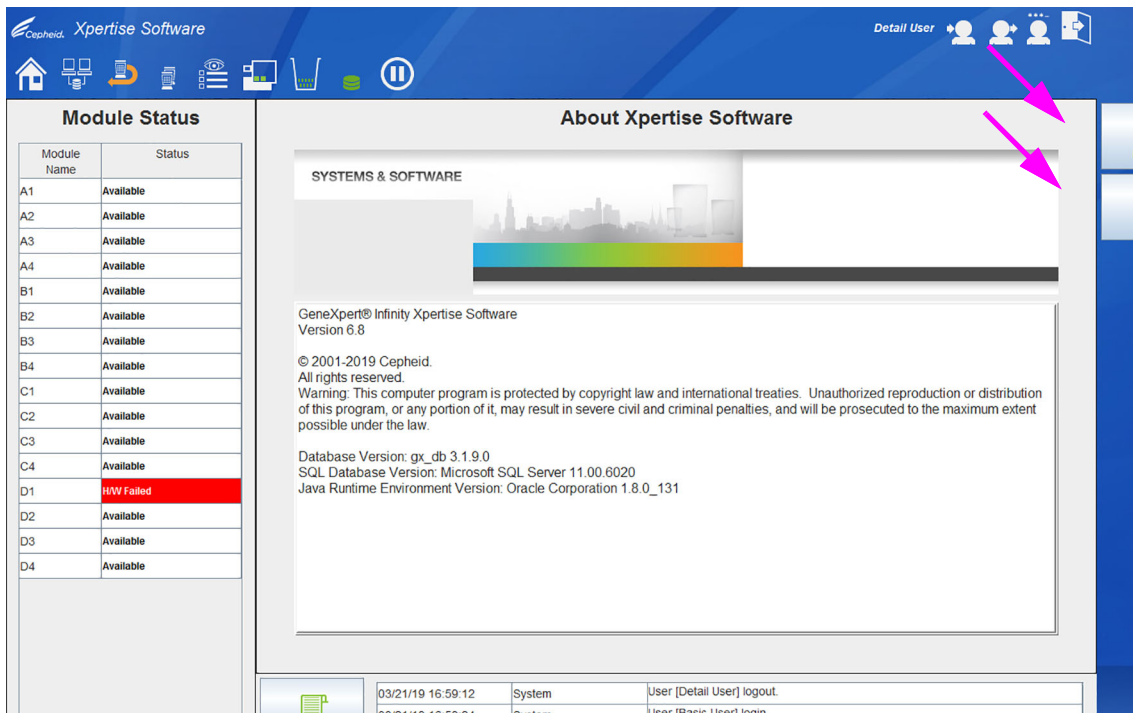 Cepheid. Xpertise Software
Detail User
Module Status
About Xpertise Software
Module Name Status
A1 Available
A2 Available
A3 Available
A4 Available
B1 Available
B2 Available
B3 Available
B4 Available
C1 Available
C2 Available
C3 Available
C4 Available
D1 H/W Failed
D2 Available
D3 Available
D4 Available
SYSTEMS & SOFTWARE
GeneXpert® Infinity Xpertise Software
Version 6.8
© 2001-2019 Cepheid.
All rights reserved.
Warning: This computer program is protected by copyright law and international treaties. Unauthorized reproduction or distribution
of this program, or any portion of it, may result in severe civil and criminal penalties, and will be prosecuted to the maximum extent
possible under the law.
Database Version: gx_db 3.1.9.0
SQL Database Version: Microsoft SQL Server 11.00.6020
Java Runtime Environment Version: Oracle Corporation 1.8.0_131
03/21/19 16:59:12 System User [Detail User] logout.
User [Basic User] login